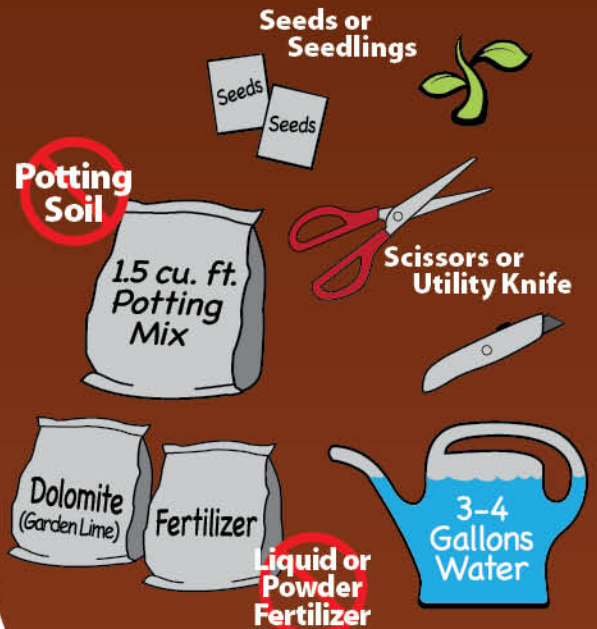 Seeds or
Seedlings
Seeds
Seeds
Potting
Soil
1.5 cu. ft.
Potting
Mix
Scissors or
Utility Knife
Dolomite
(Garden Lime)
Fertilizer
Liquid or
Powder
Fertilizer
3-4
Gallons
Water